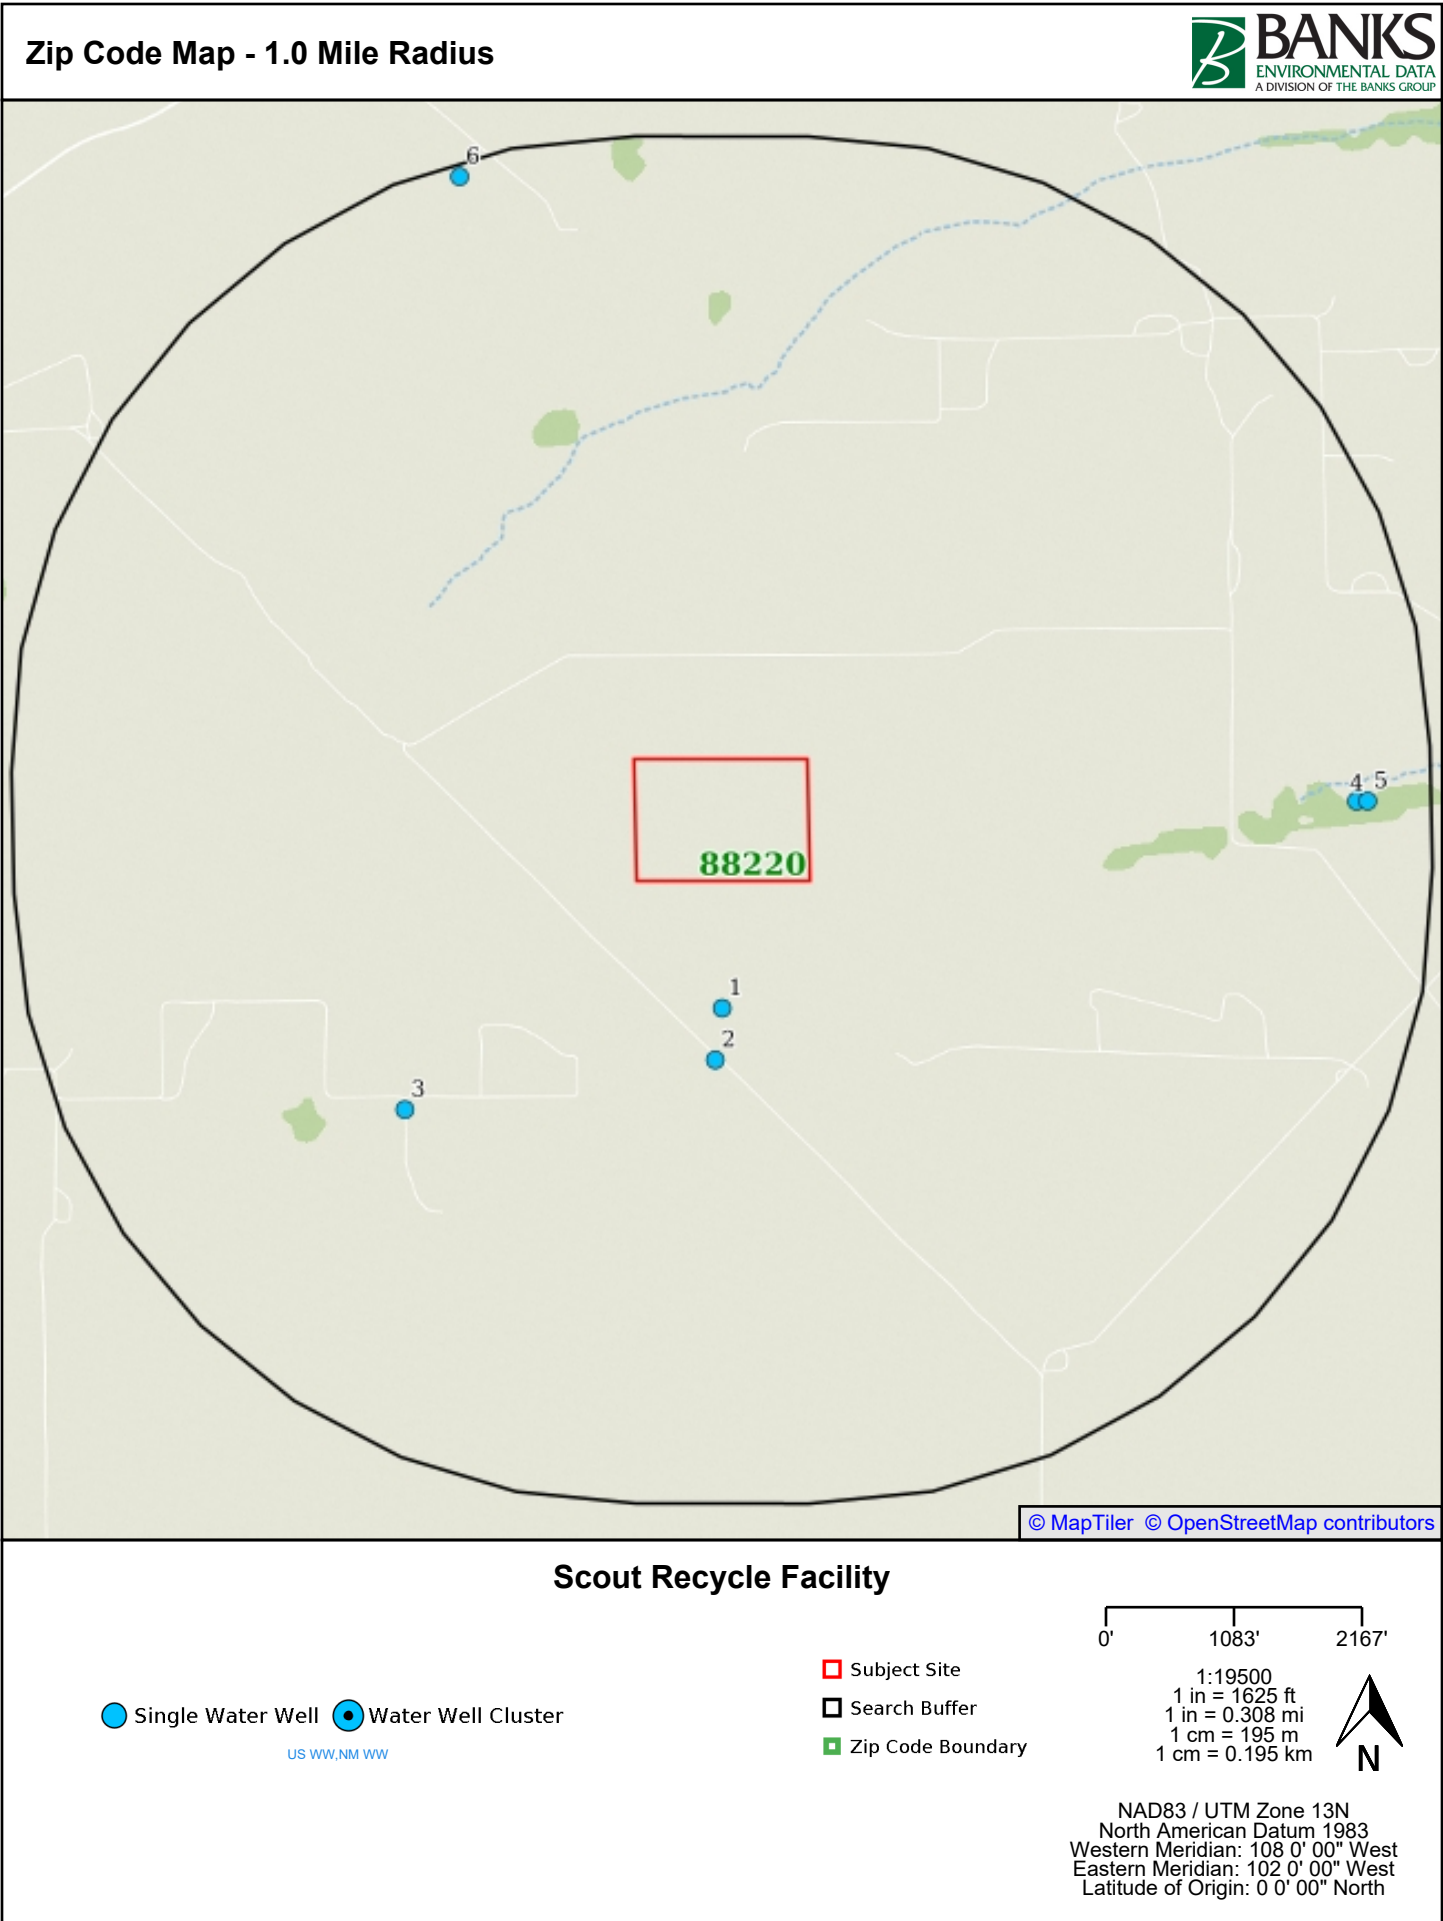 Zip Code Map - 1.0 Mile Radius
BANKS
ENVIRONMENTAL DATA
A DIVISION OF THE BANKS GROUP
6
4 5
88220
1
2
3
© MapTiler © OpenStreetMap contributors
Scout Recycle Facility
0' 1083' 2167'
Single Water Well
Water Well Cluster
US WW,NM WW
Subject Site
Search Buffer
Zip Code Boundary
1:19500
1 in = 1625 ft
1 in = 0.308 mi
1 cm = 195 m
1 cm = 0.195 km
N
NAD83 / UTM Zone 13N
North American Datum 1983
Western Meridian: 108 0' 00" West
Eastern Meridian: 102 0' 00" West
Latitude of Origin: 0 0' 00" North